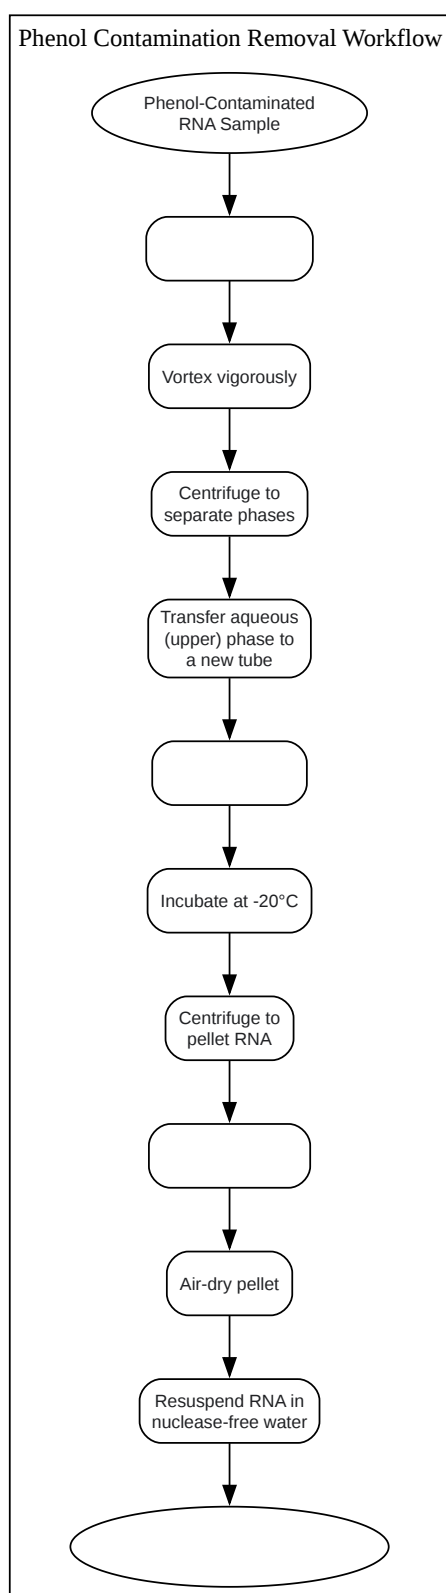 Phenol Contamination Removal Workflow
Phenol-Contaminated
RNA Sample
Vortex vigorously
Centrifuge to
separate phases
Transfer aqueous
(upper) phase to
a new tube
Incubate at -20°C
Centrifuge to
pellet RNA
Air-dry pellet
Resuspend RNA in
nuclease-free water